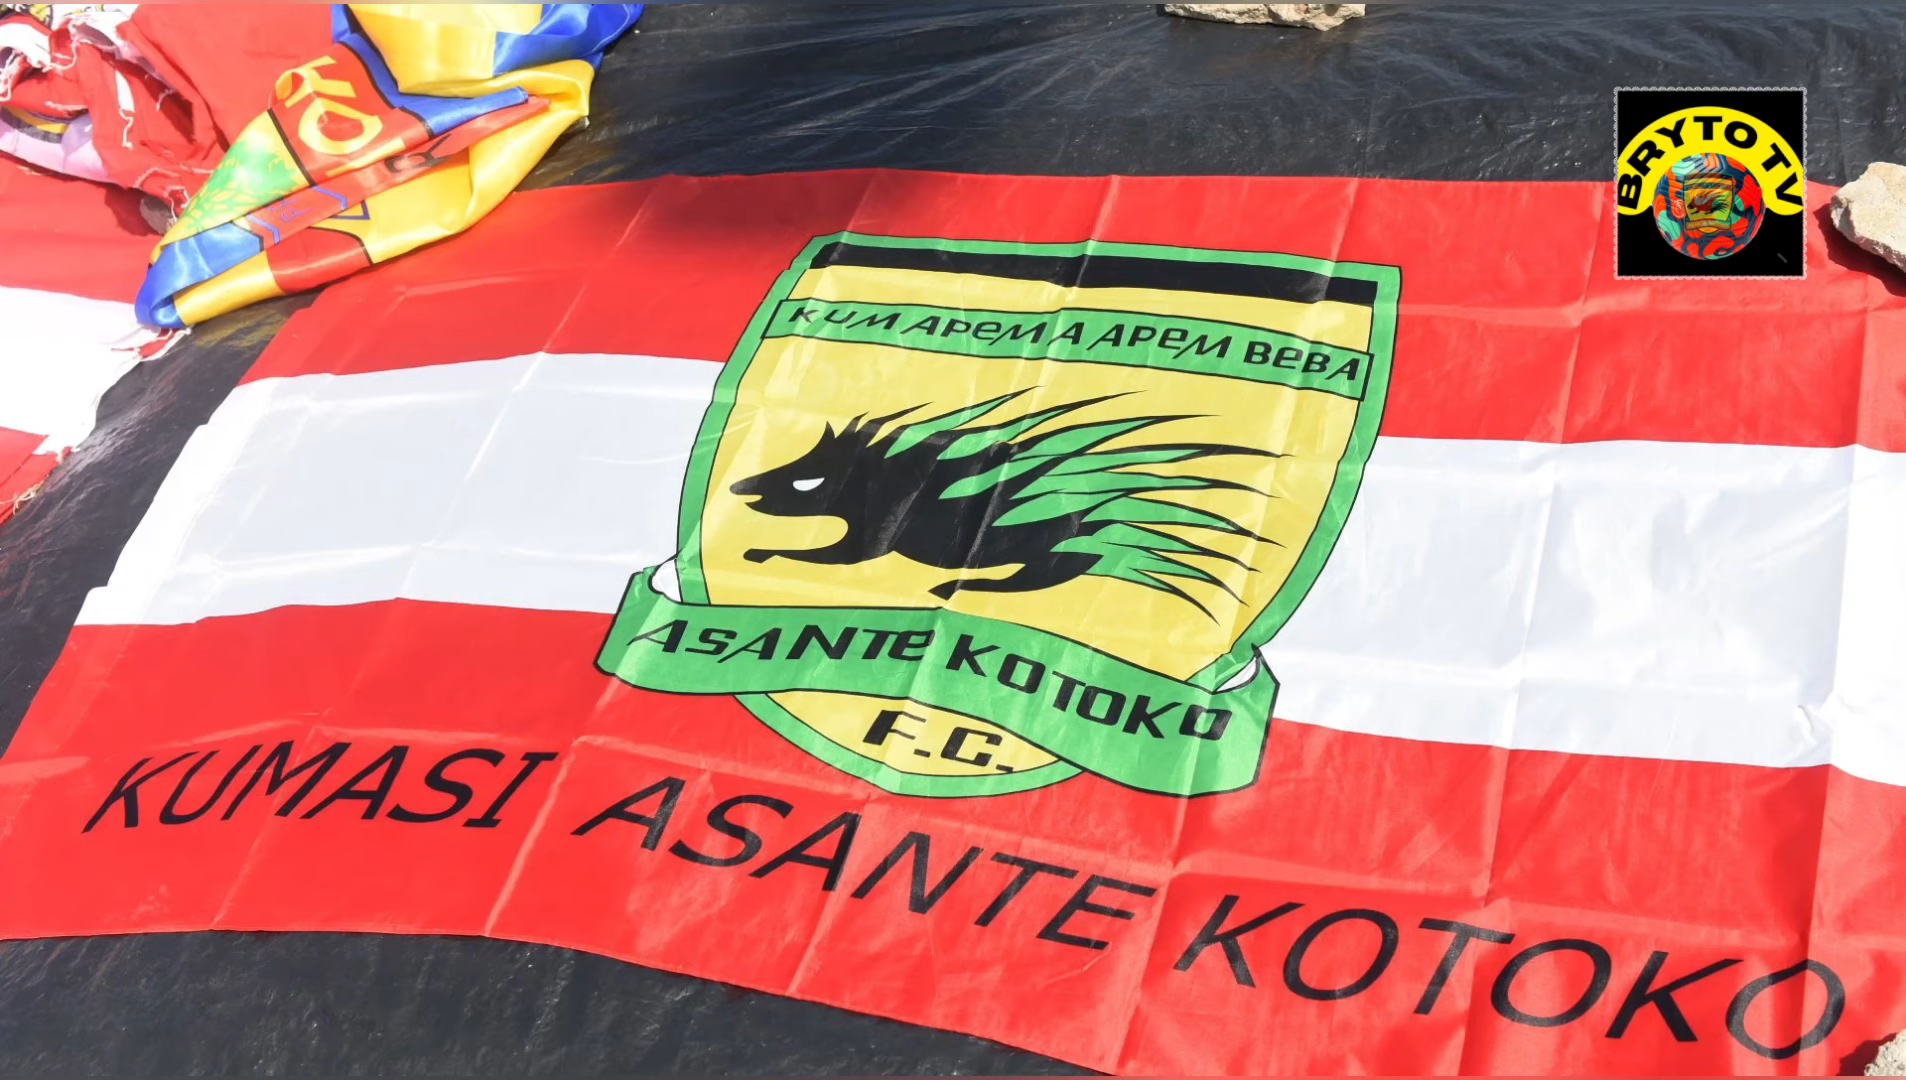 BRYTO TV
KUM APEM A APEM BEBA
ASANTE KOTOKO
F.C.
KUMASI ASANTE KOTOKO